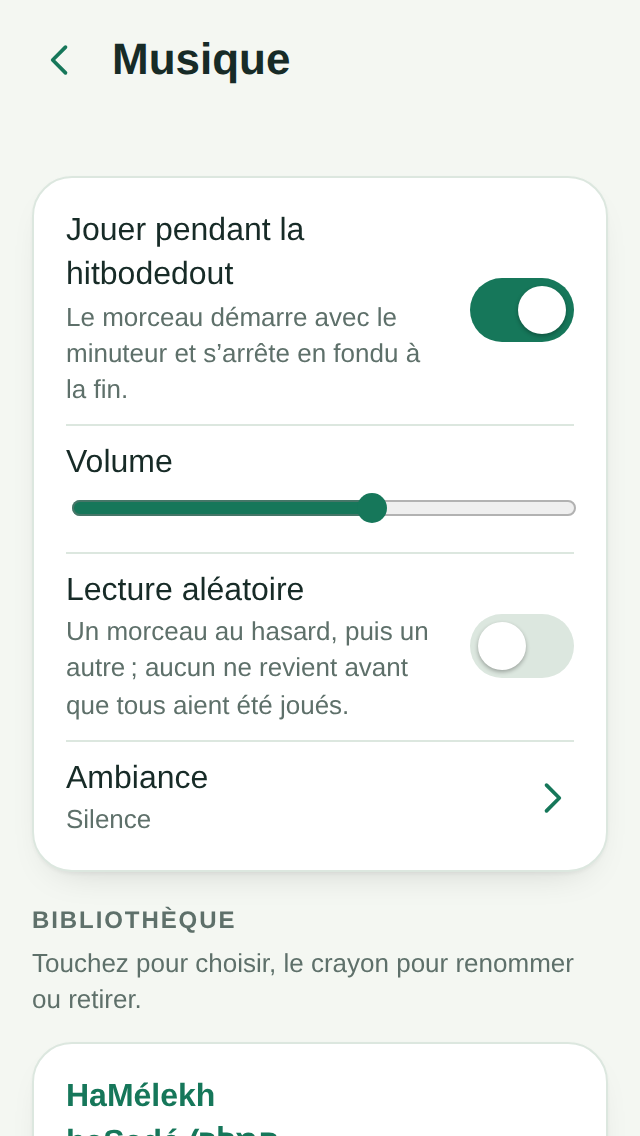 Musique
Jouer pendant la
hitbodedout
Le morceau démarre avec le
minuteur et s’arrête en fondu à
la fin.
Volume
Lecture aléatoire
Un morceau au hasard, puis un
autre ; aucun ne revient avant
que tous aient été joués.
Ambiance
Silence
BIBLIOTHÈQUE
Touchez pour choisir, le crayon pour renommer
ou retirer.
HaMélekh